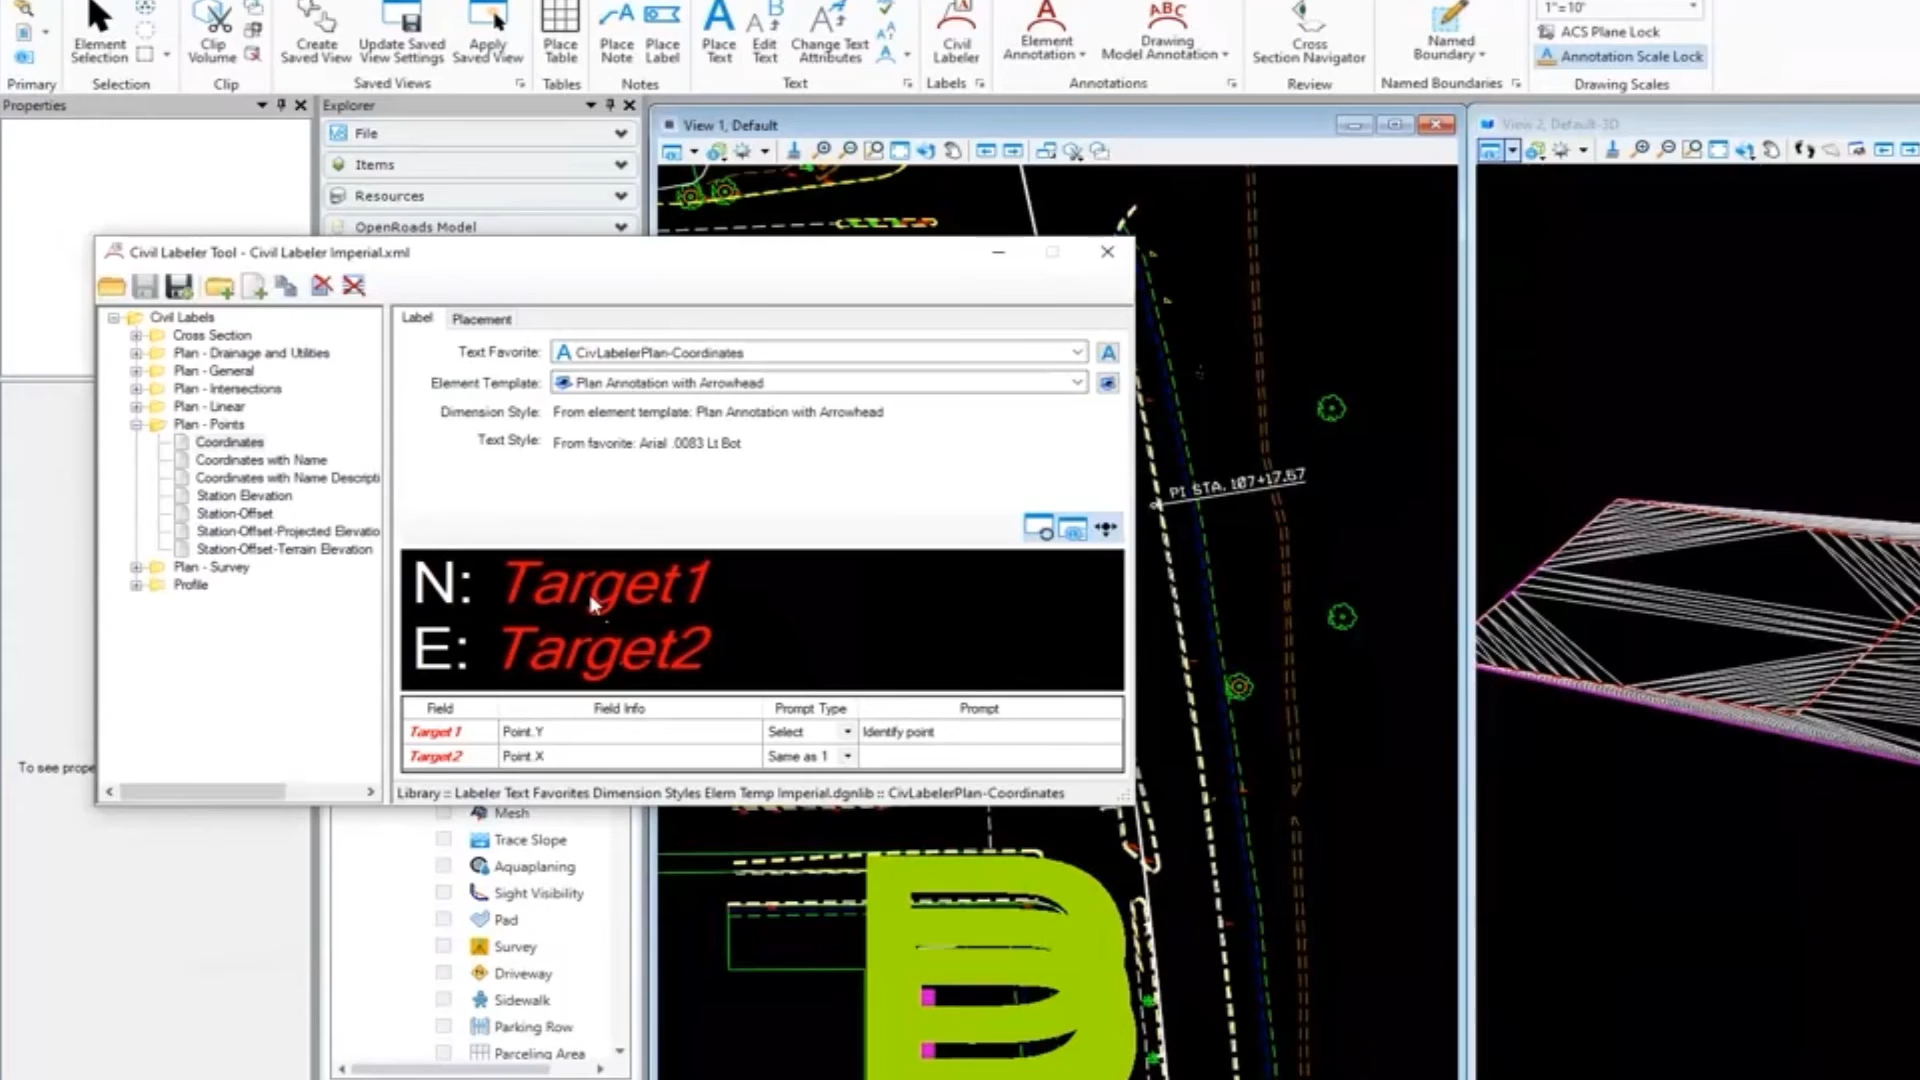 Element
Selection
Clip
Volume
Create
Saved View
Update Saved
View Settings
Apply
Saved View
Place
Table
Place
Note
Place
Label
Place
Text
Edit
Text
Change Text
Attributes
Civil
Labeler
Element
Annotation
Drawing
Model Annotation
Cross
Section Navigator
Named
Boundary
1"=10'
ACS Plane Lock
Annotation Scale Lock
Primary
Selection
Clip
Saved Views
Tables
Notes
Text
Labels
Annotations
Review
Named Boundaries
Drawing Scales
Properties
Explorer
File
Items
Resources
OpenRoads Model
View 1, Default
View 2, Default-3D
Civil Labeler Tool - Civil Labeler Imperial.xml
Civil Labels
Cross Section
Plan - Drainage and Utilities
Plan - General
Plan - Intersections
Plan - Linear
Plan - Points
Coordinates
Coordinates with Name
Coordinates with Name Descripti
Station Elevation
Station-Offset
Station-Offset-Projected Elevatio
Station-Offset-Terrain Elevation
Plan - Survey
Profile
Label
Placement
Text Favorite: CivLabelerPlan-Coordinates
Element Template: Plan Annotation with Arrowhead
Dimension Style: From element template: Plan Annotation with Arrowhead
Text Style: From favorite: Arial .0083 Lt Bot
N: Target1
E: Target2
Field Field Info Prompt Type Prompt
Target1 Point.Y Select Identify point
Target2 Point.X Same as 1
Library :: Labeler Text Favorites Dimension Styles Elem Temp Imperial.dgnlib :: CivLabelerPlan-Coordinates
PI STA. 107+17.57
To see prope
Mesh
Trace Slope
Aquaplaning
Sight Visibility
Pad
Survey
Driveway
Sidewalk
Parking Row
Parceling Area